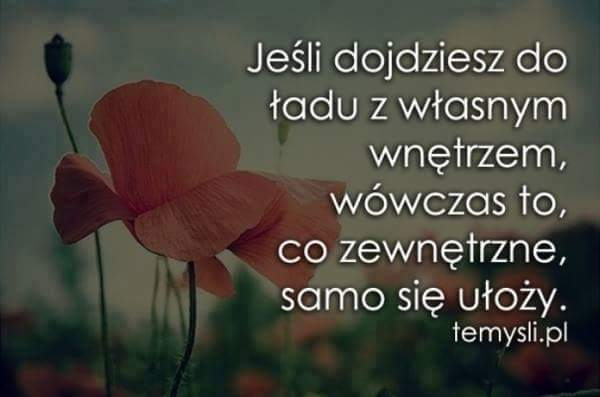 Jeśli dojdziesz do
ładu z własnym
wnętrzem,
wówczas to,
co zewnętrzne,
samo się ułoży.
temysli.pl